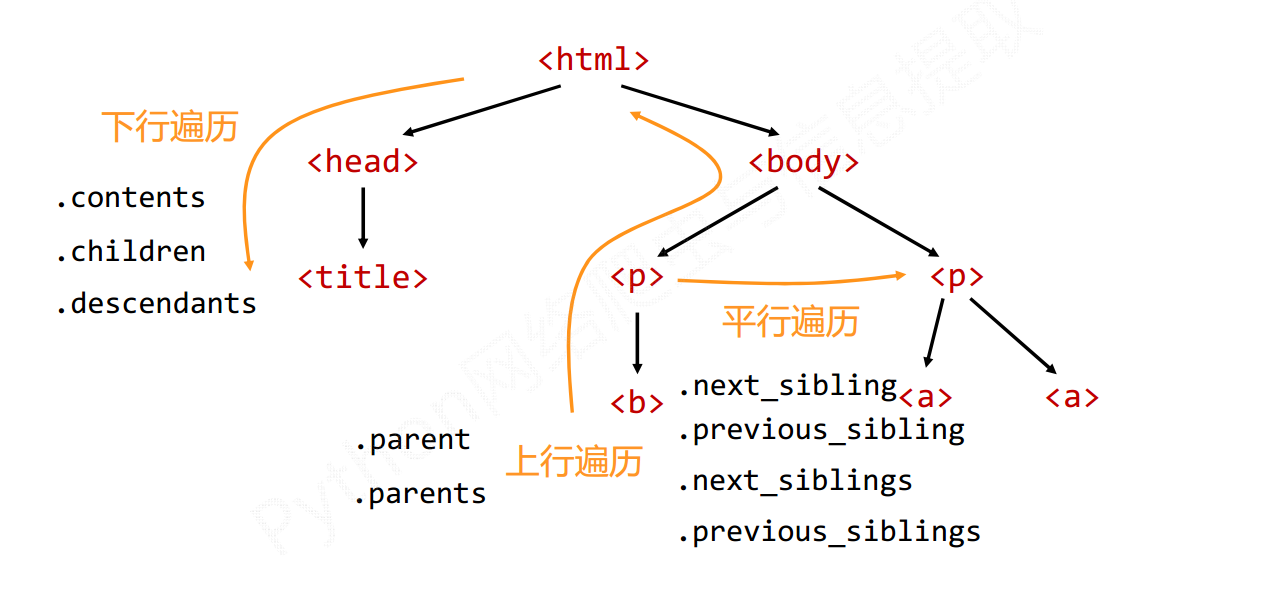 <html>
下行遍历
<head>
<body>
.contents
.children
<title>
<p>
<p>
.descendants
平行遍历
.next_sibling
<b>
<a>
<a>
.previous_sibling
.parent
上行遍历
.next_siblings
.parents
.previous_siblings
Python网络爬虫与信息提取